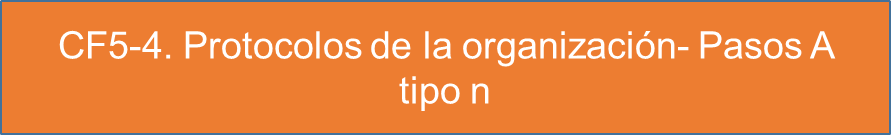 CF5-4. Protocolos de la organización- Pasos A
tipo n